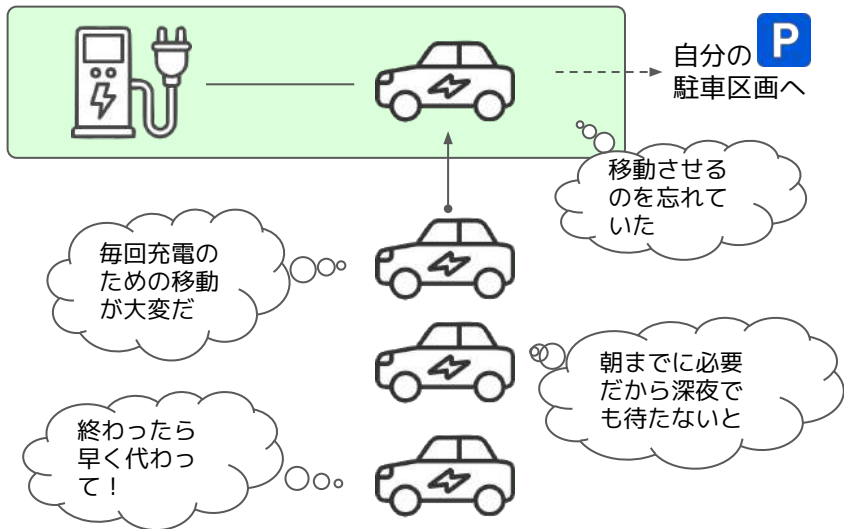 P
自分の
駐車区画へ
移動させる
のを忘れて
いた
毎回充電の
ための移動
が大変だ
朝までに必要
だから深夜で
も待たないと
終わったら
早く代わっ
て！